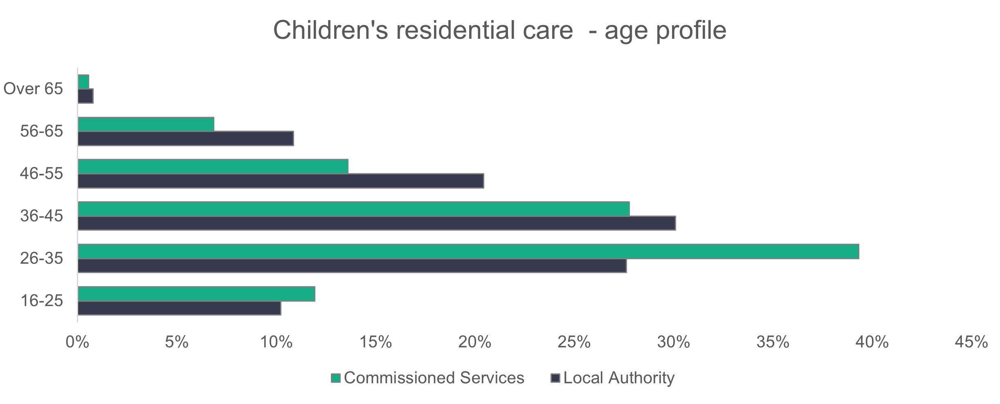 Children's residential care  - age profile
Over 65
56-65
46-55
36-45
26-35
16-25
0% 5% 10% 15% 20% 25% 30% 35% 40% 45%
Commissioned Services Local Authority